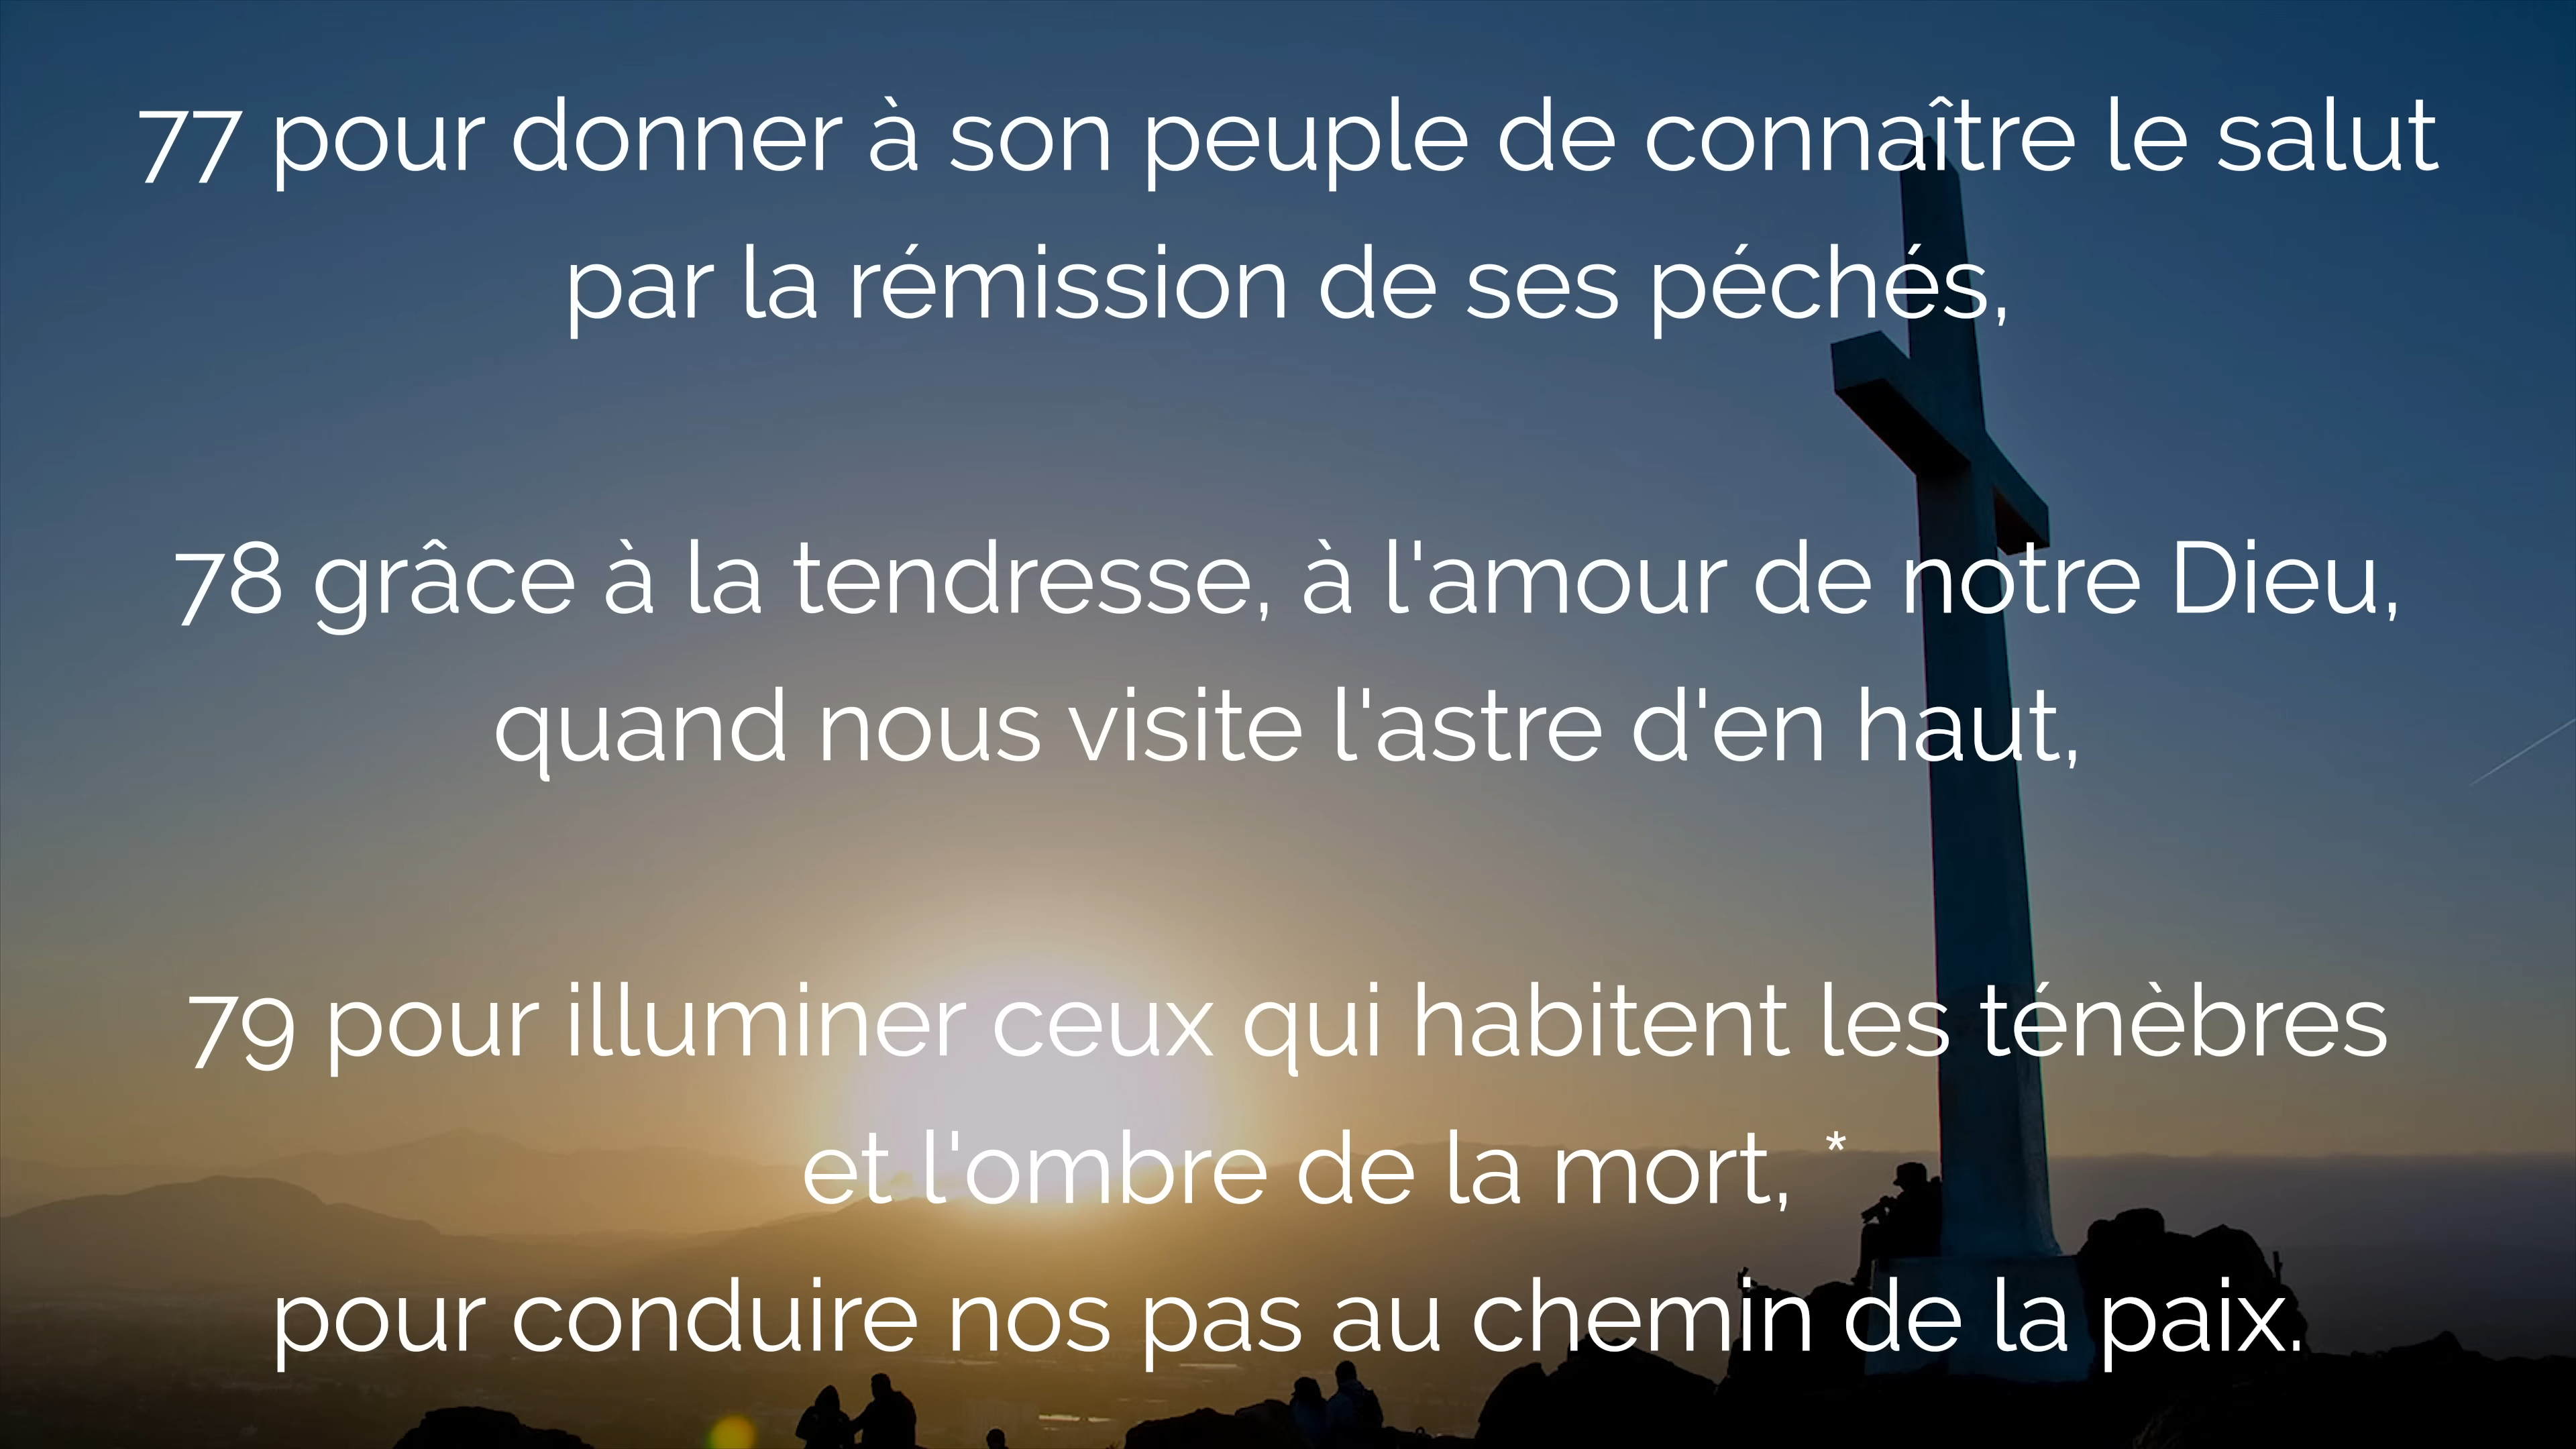 77 pour donner à son peuple de connaître le salut
par la rémission de ses péchés,
78 grâce à la tendresse, à l'amour de notre Dieu,
quand nous visite l'astre d'en haut,
79 pour illuminer ceux qui habitent les ténèbres
et l'ombre de la mort, *
pour conduire nos pas au chemin de la paix.